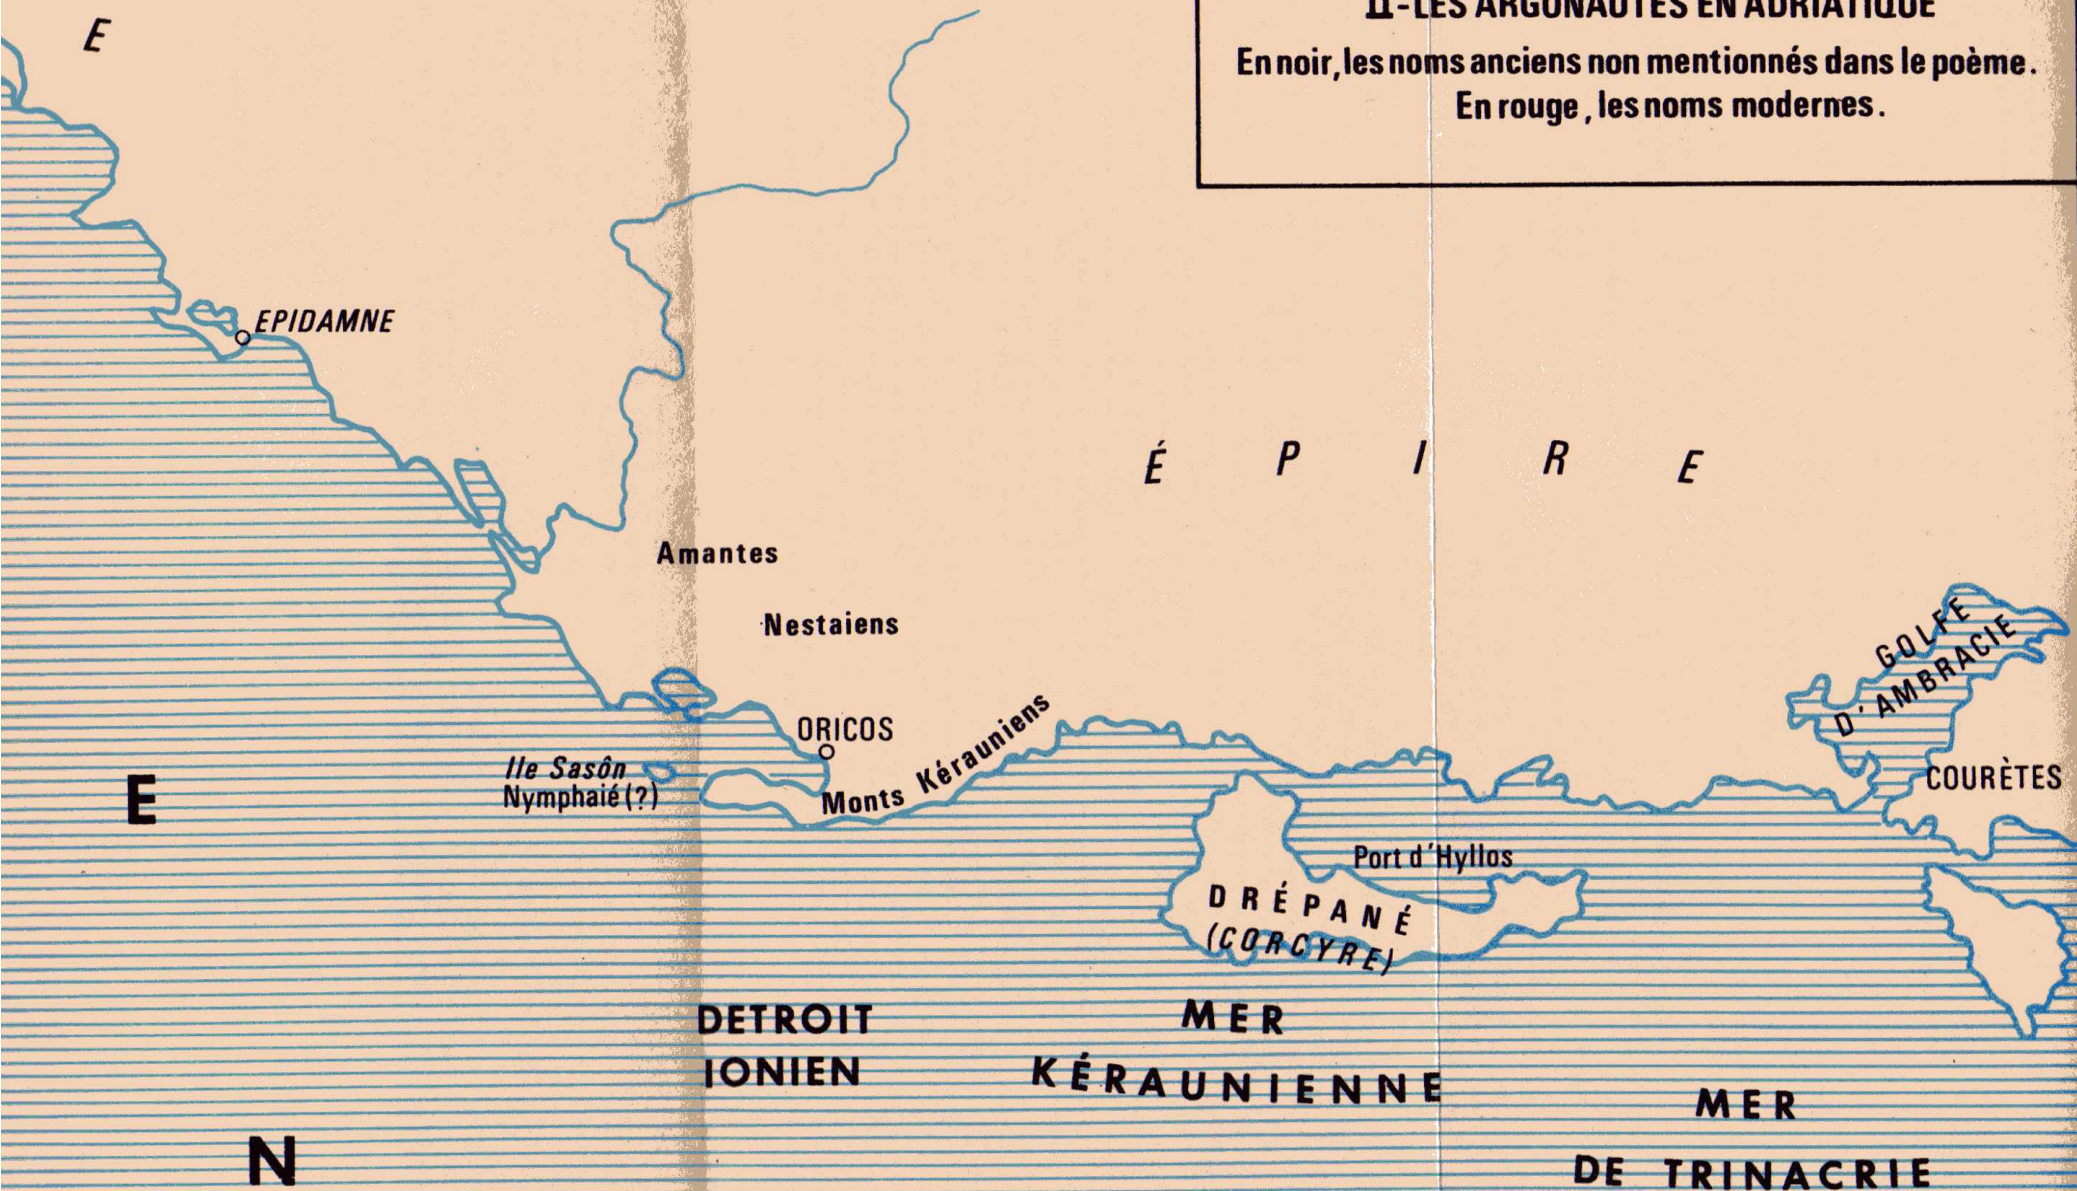 E
II-LES ARGONAUTES EN ADRIATIQUE
En noir, les noms anciens non mentionnés dans le poème.
En rouge, les noms modernes.
EPIDAMNE
ÉPIRE
Amantes
Nestaiens
GOLFE
D'AMBRACIE
ORICOS
Ile Sasôn
Nymphaié (?)
Monts Kérauniens
COURÈTES
E
Port d'Hyllos
DRÉPANÉ
(CORCYRE)
DETROIT
IONIEN
MER
KÉRAUNIENNE
MER
DE TRINACRIE
N